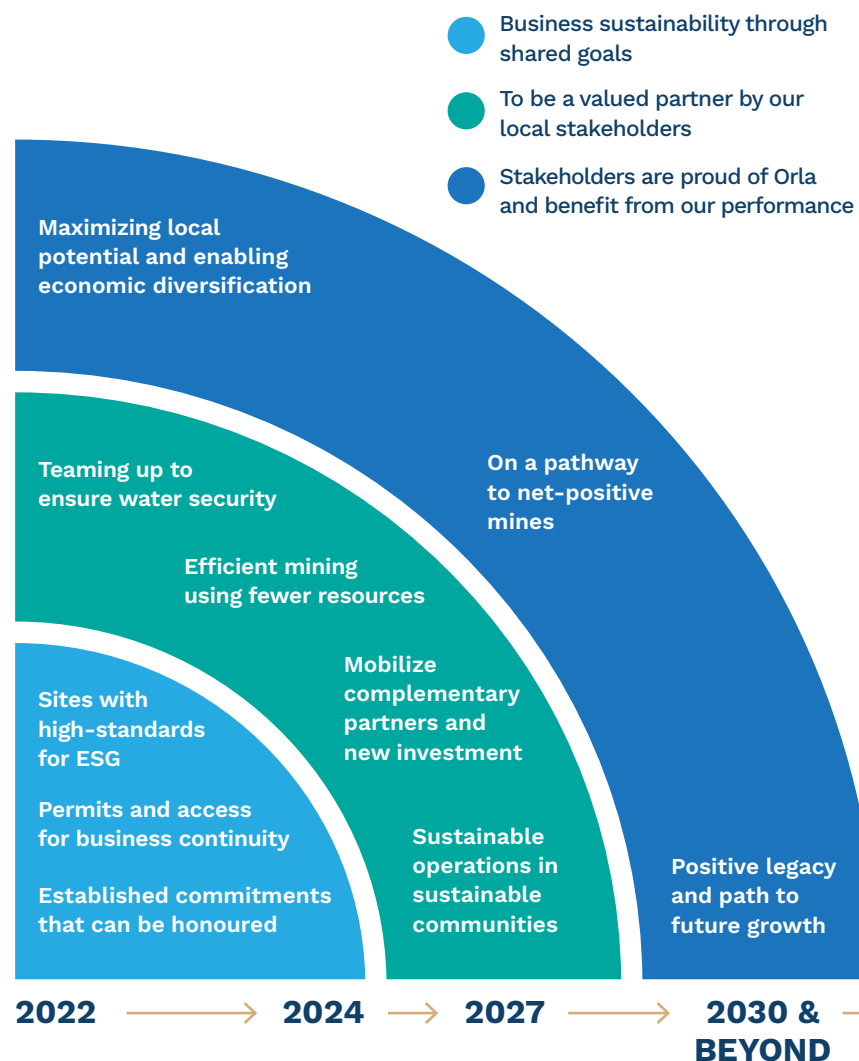 Business sustainability through
shared goals
To be a valued partner by our
local stakeholders
Stakeholders are proud of Orla
and benefit from our performance
Maximizing local
potential and enabling
economic diversification
On a pathway
to net-positive
mines
Teaming up to
ensure water security
Efficient mining
using fewer resources
Mobilize
complementary
partners and
new investment
Sustainable
operations in
sustainable
communities
Sites with
high-standards
for ESG
Permits and access
for business continuity
Established commitments
that can be honoured
Positive legacy
and path to
future growth
2022 2024 2027 2030 &
BEYOND